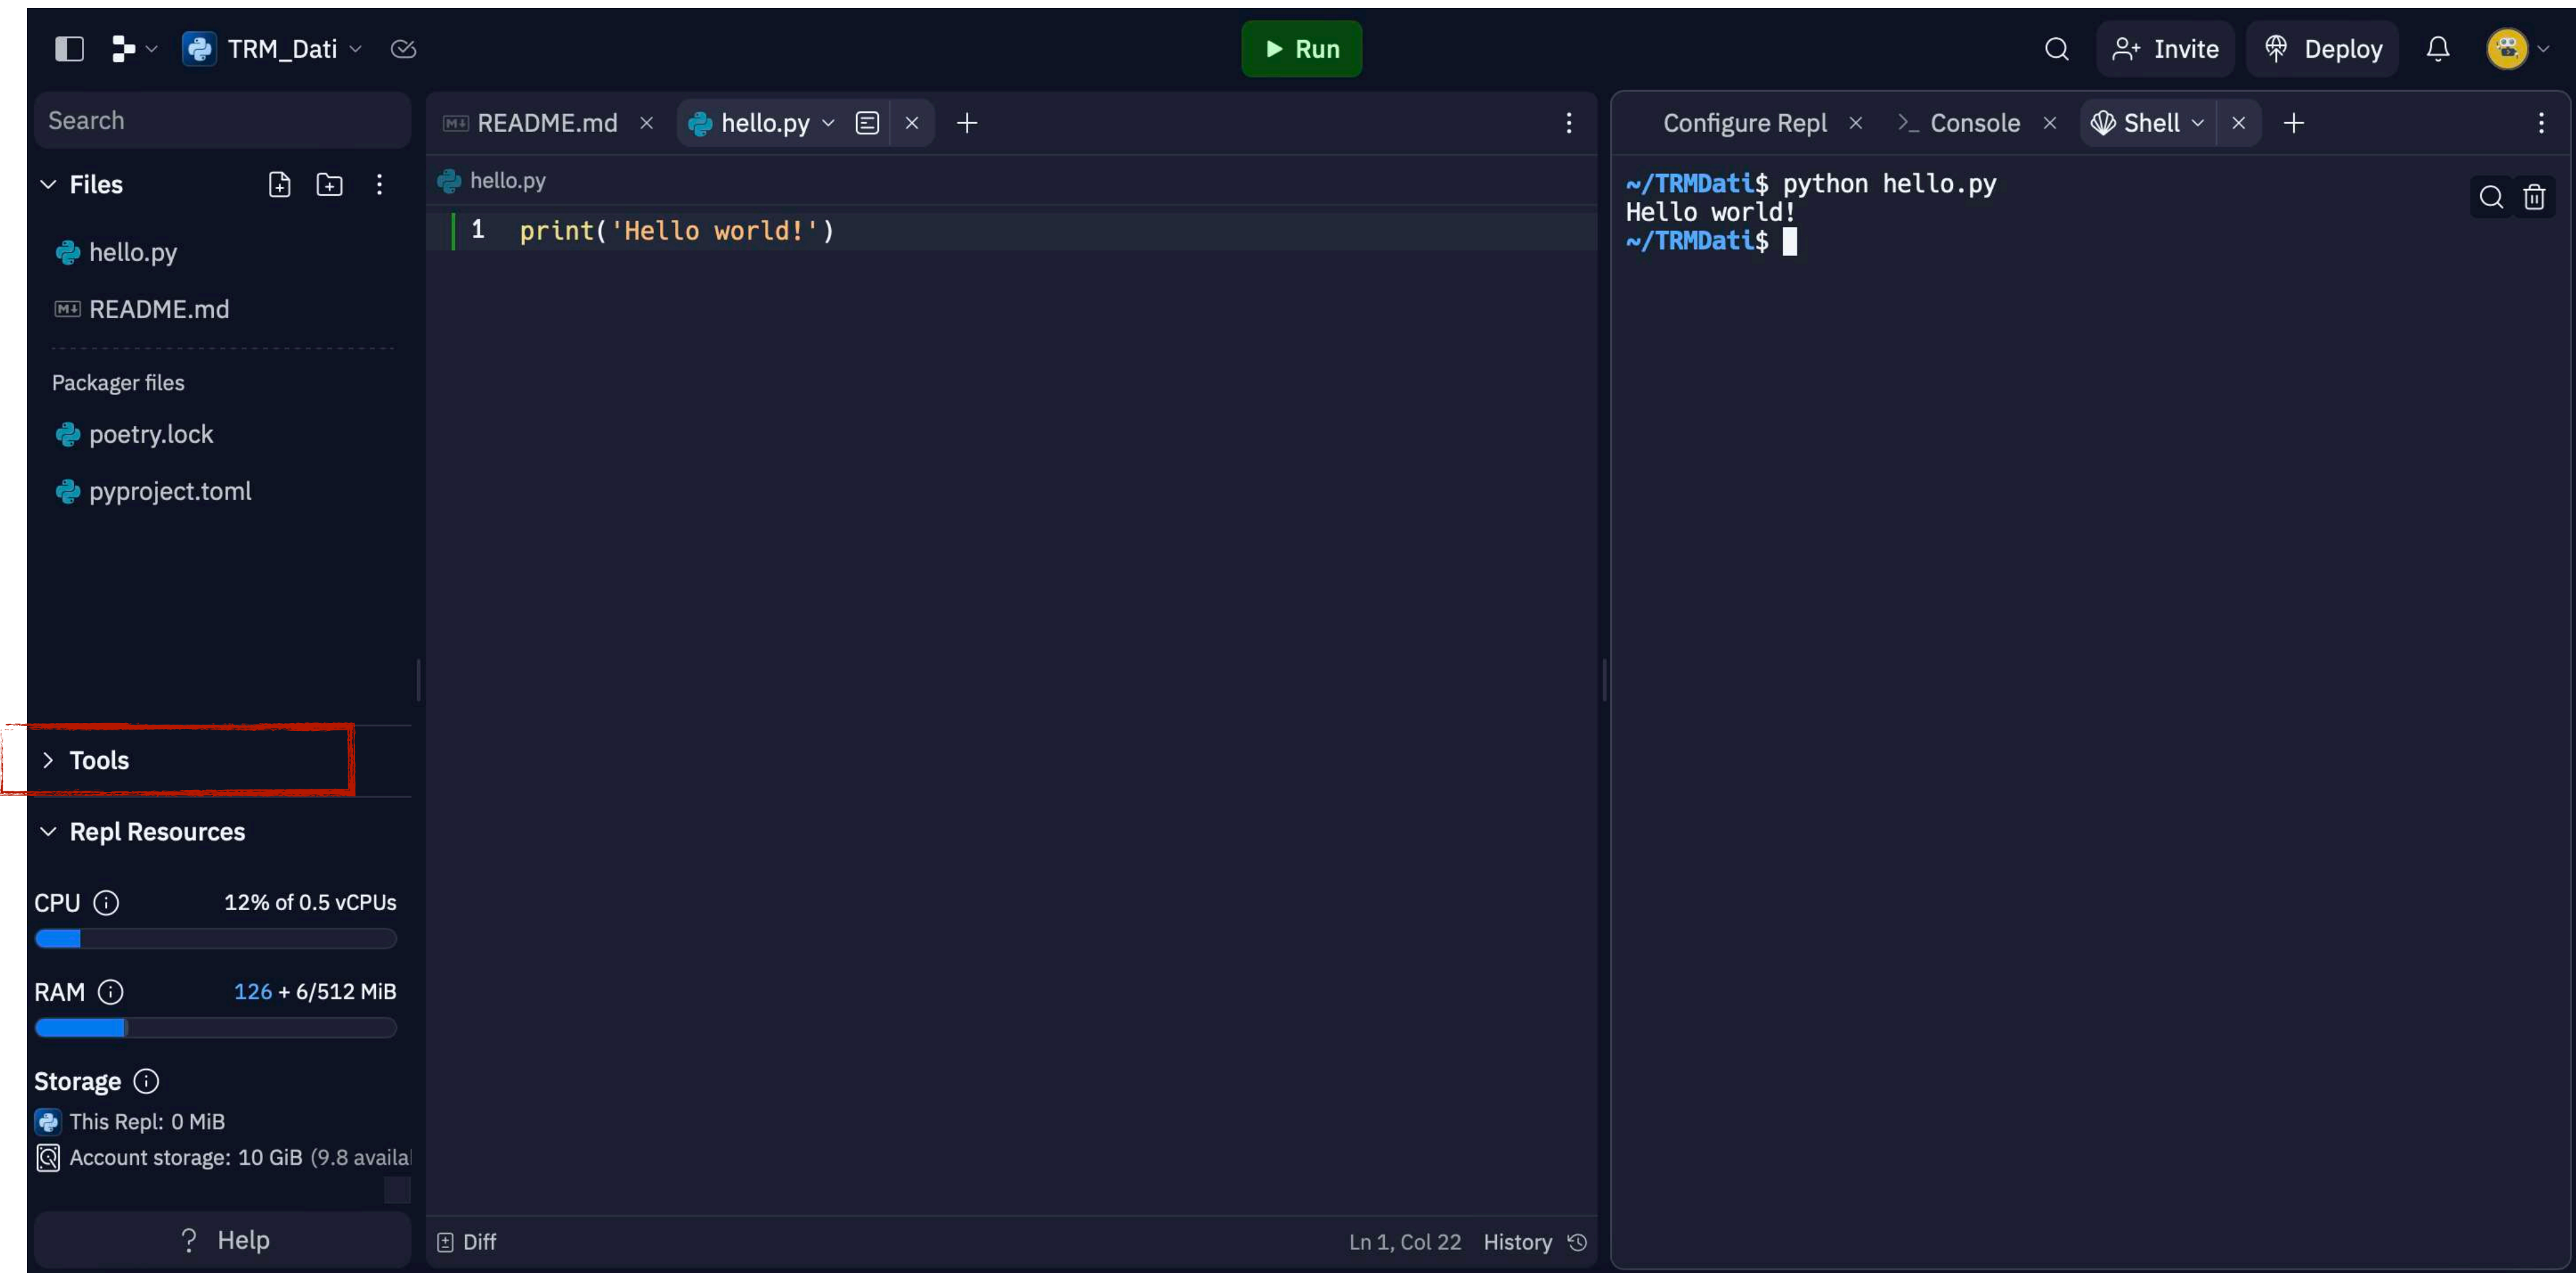 TRM_Dati
Run
Invite
Deploy
Search
Files
hello.py
README.md
Packager files
poetry.lock
pyproject.toml
Tools
Repl Resources
CPU 12% of 0.5 vCPUs
RAM 126 + 6/512 MiB
Storage
This Repl: 0 MiB
Account storage: 10 GiB (9.8 availal
? Help
README.md hello.py
hello.py
1 print('Hello world!')
Diff Ln 1, Col 22 History
Configure Repl >_ Console Shell
~/TRMDati$ python hello.py
Hello world!
~/TRMDati$